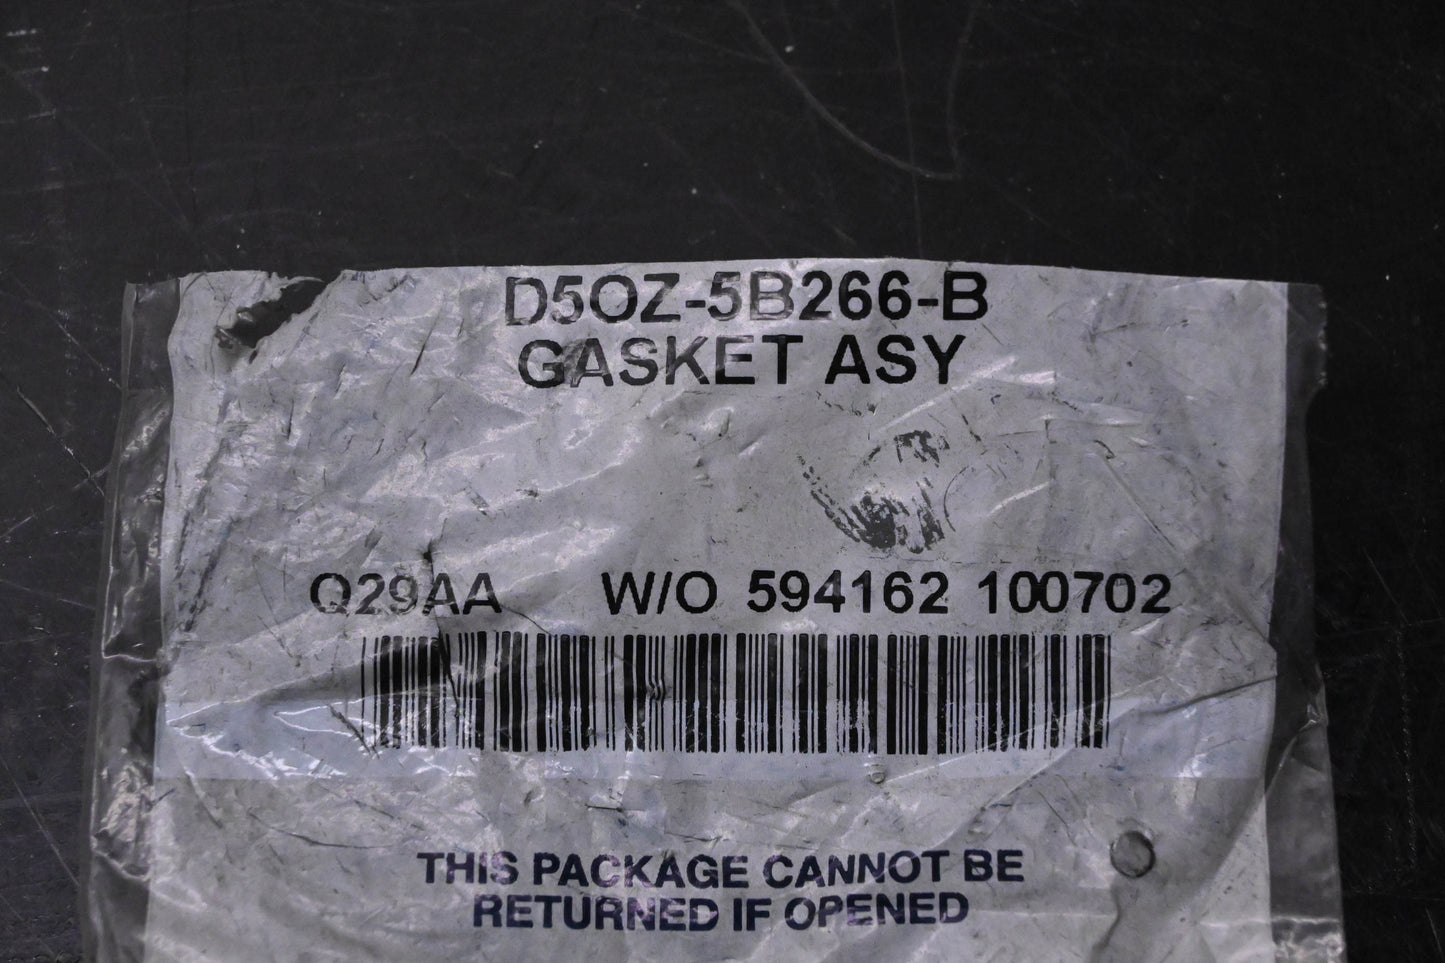 D5OZ-5B266-B
GASKET ASY
Q29AA W/O 594162 100702
THIS PACKAGE CANNOT BE
RETURNED IF OPENED